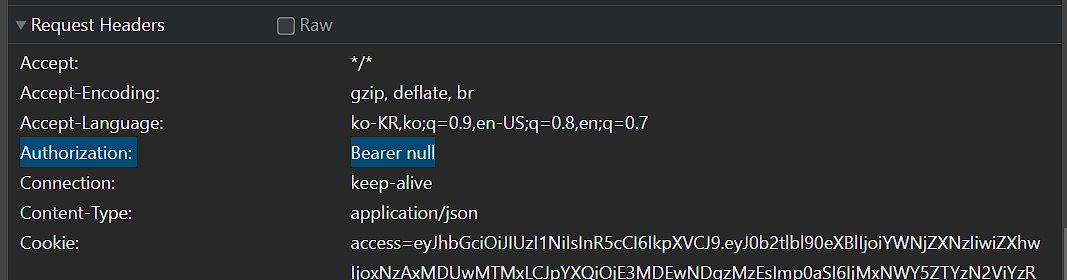 Request Headers Raw
Accept: */*
Accept-Encoding: gzip, deflate, br
Accept-Language: ko-KR,ko;q=0.9,en-US;q=0.8,en;q=0.7
Authorization: Bearer null
Connection: keep-alive
Content-Type: application/json
Cookie: access=eyJhbGciOiJIUzI1NiIsInR5cCI6IkpXVCJ9.eyJ0b2tlbl90eXBlIjoiYWNjZXNzIiwiZXhw
IjoxNzAxMDUwMTMxLCJpYXQiOjE3MDEwNDgzMzEsImp0aSI6IjMxNWY5ZTYzN2ViYzR